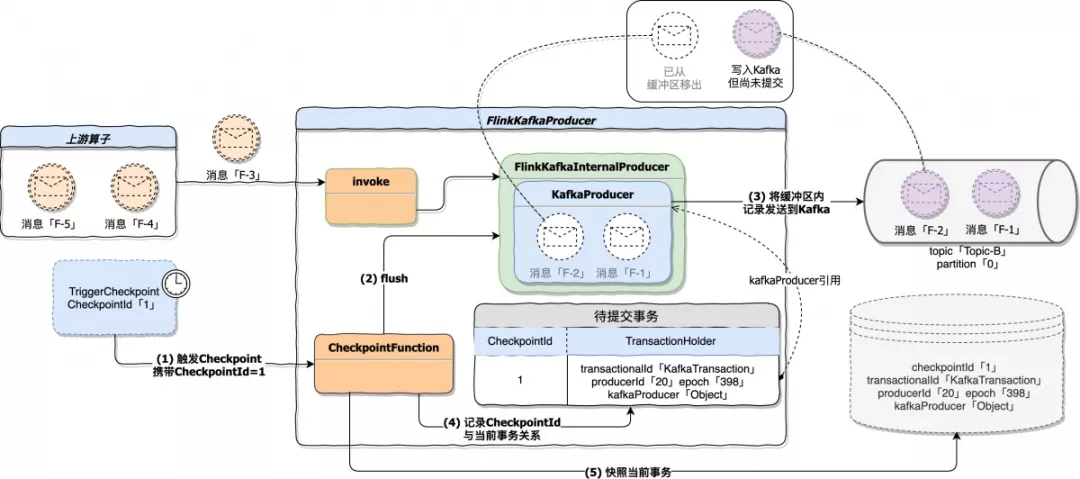 已从
缓冲区移出
写入Kafka
但尚未提交
FlinkKafkaProducer
上游算子
消息「F-5」
消息「F-4」
消息「F-3」
invoke
FlinkKafkaInternalProducer
KafkaProducer
消息「F-2」
消息「F-1」
(3) 将缓冲区内
记录发送到Kafka
消息「F-2」
消息「F-1」
topic「Topic-B」
partition「0」
TriggerCheckpoint
CheckpointId「1」
(2) flush
kafkaProducer引用
(1) 触发Checkpoint
携带CheckpointId=1
CheckpointFunction
待提交事务
CheckpointId
TransactionHolder
1
transactionalId「KafkaTransaction」
producerId「20」epoch「398」
kafkaProducer「Object」
checkpointId「1」
transactionalId「KafkaTransaction」
producerId「20」epoch「398」
kafkaProducer「Object」
(4) 记录CheckpointId
与当前事务关系
(5) 快照当前事务